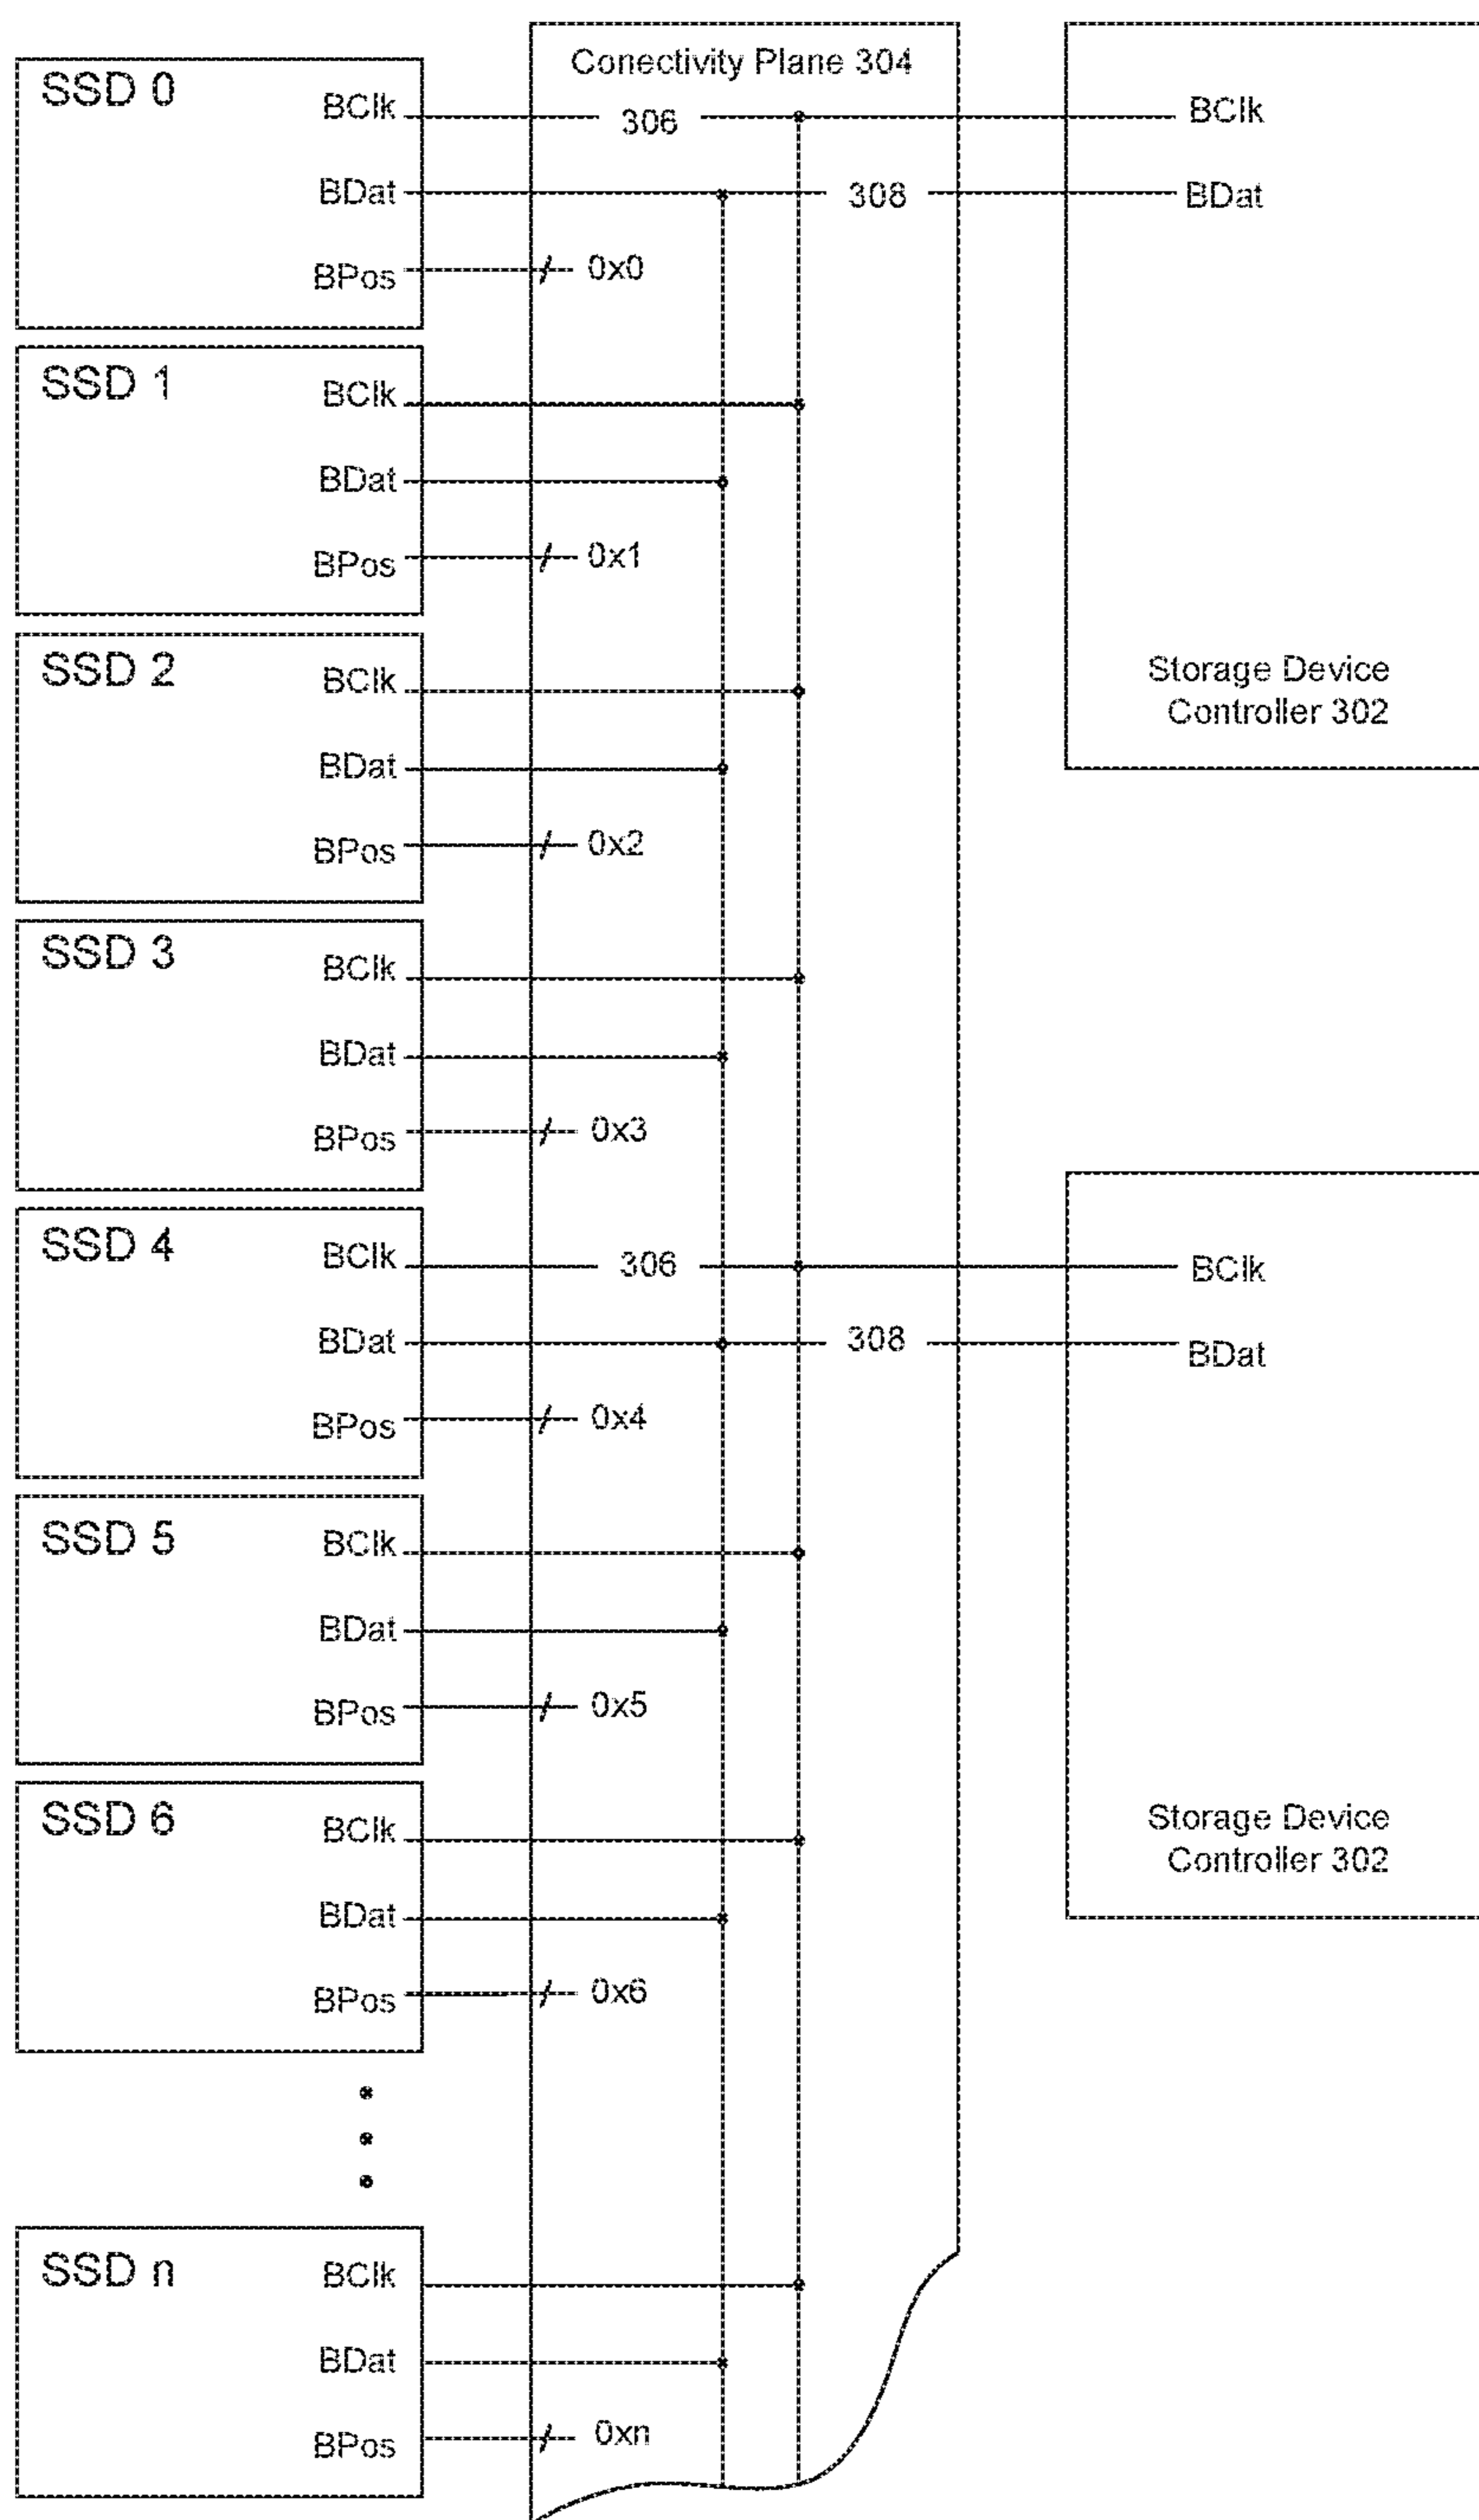 Conectivity Plane 304
SSD 0
BClk
306
BClk
BDat
308
BDat
BPos
0x0
SSD 1
BClk
BDat
BPos
0x1
SSD 2
BClk
Storage Device
Controller 302
BDat
BPos
0x2
SSD 3
BClk
BDat
BPos
0x3
SSD 4
BClk
306
BClk
BDat
308
BDat
BPos
0x4
SSD 5
BClk
BDat
BPos
0x5
SSD 6
BClk
Storage Device
Controller 302
BDat
BPos
0x6
SSD n
BClk
BDat
BPos
0xn